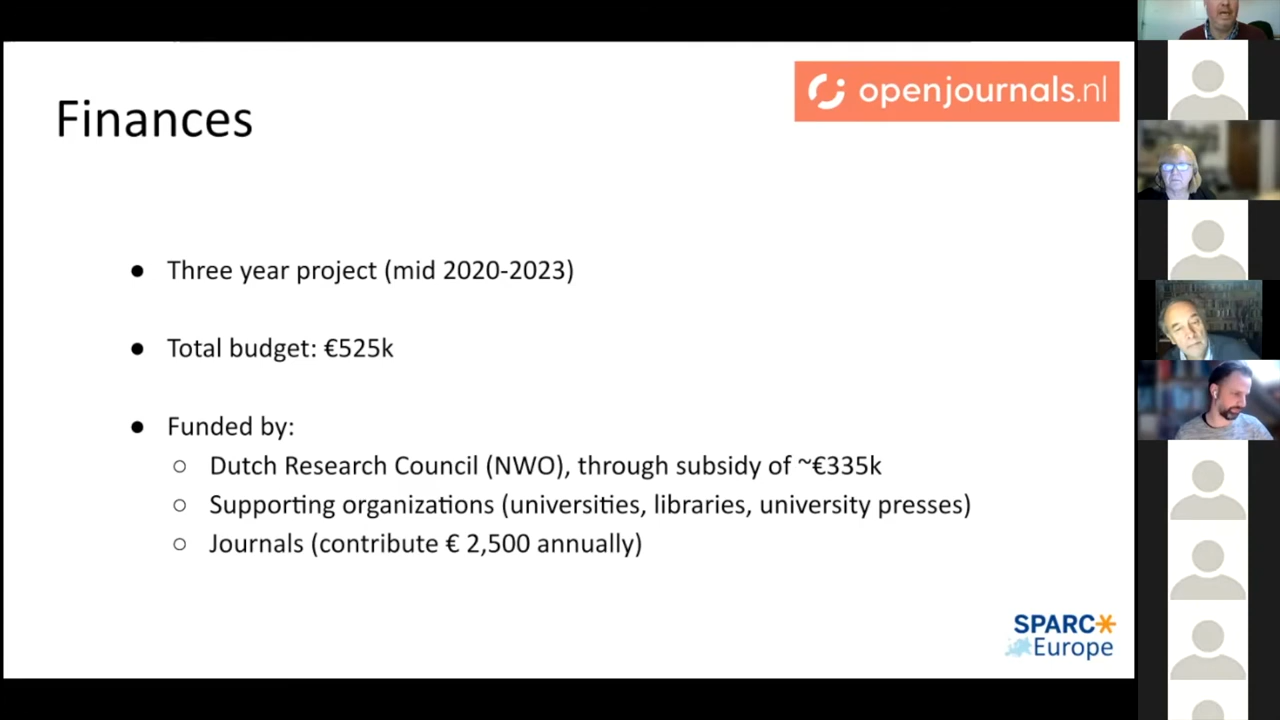 openjournals.nl
Finances
● Three year project (mid 2020-2023)
● Total budget: €525k
● Funded by:
○ Dutch Research Council (NWO), through subsidy of ~€335k
○ Supporting organizations (universities, libraries, university presses)
○ Journals (contribute € 2,500 annually)
SPARC
Europe